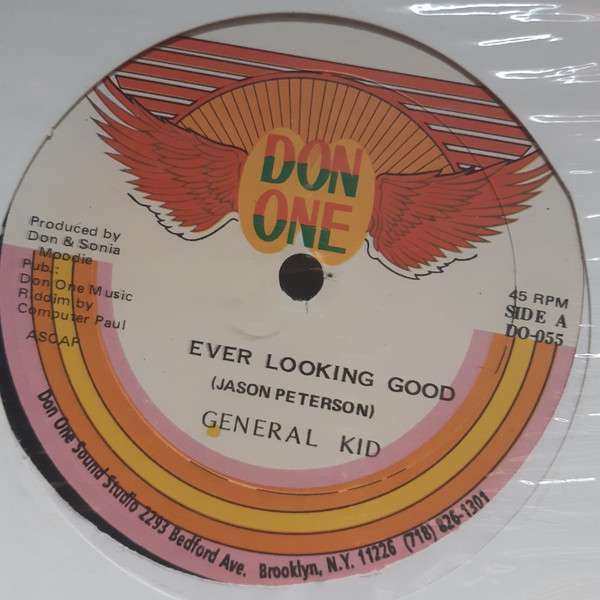 DON
ONE
Produced by
Don & Sonia
Moodie
Pub.:
Don One Music
Riddim by
Computer Paul
ASCAP
45 RPM
SIDE A
DO-055
EVER LOOKING GOOD
(JASON PETERSON)
GENERAL KID
Don One Sound Studio 2293 Bedford Ave. Brooklyn, N.Y. 11226 (718) 826-1301